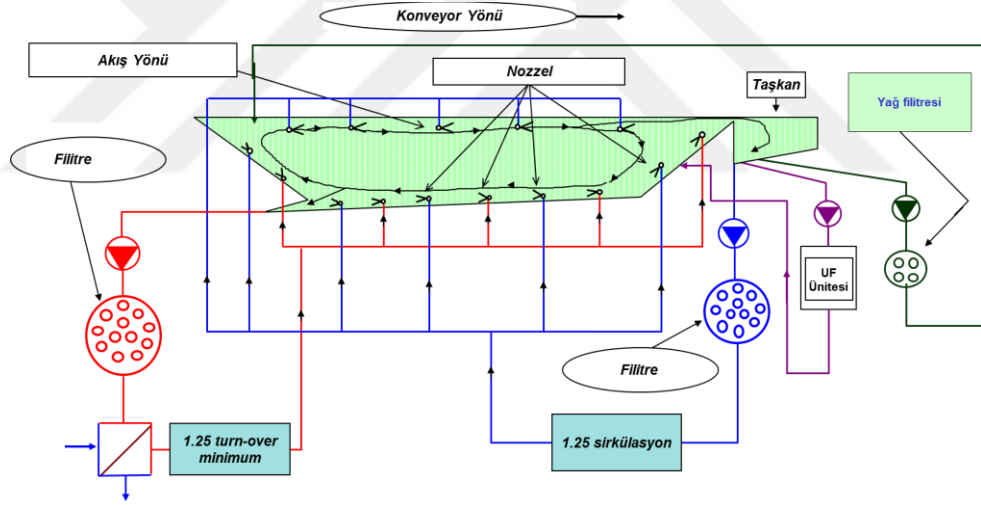 Konveyor Yönü
Akış Yönü
Nozzel
Taşkan
Yağ filitresi
Filitre
UF
Ünitesi
Filitre
1.25 turn-over
minimum
1.25 sirkülasyon